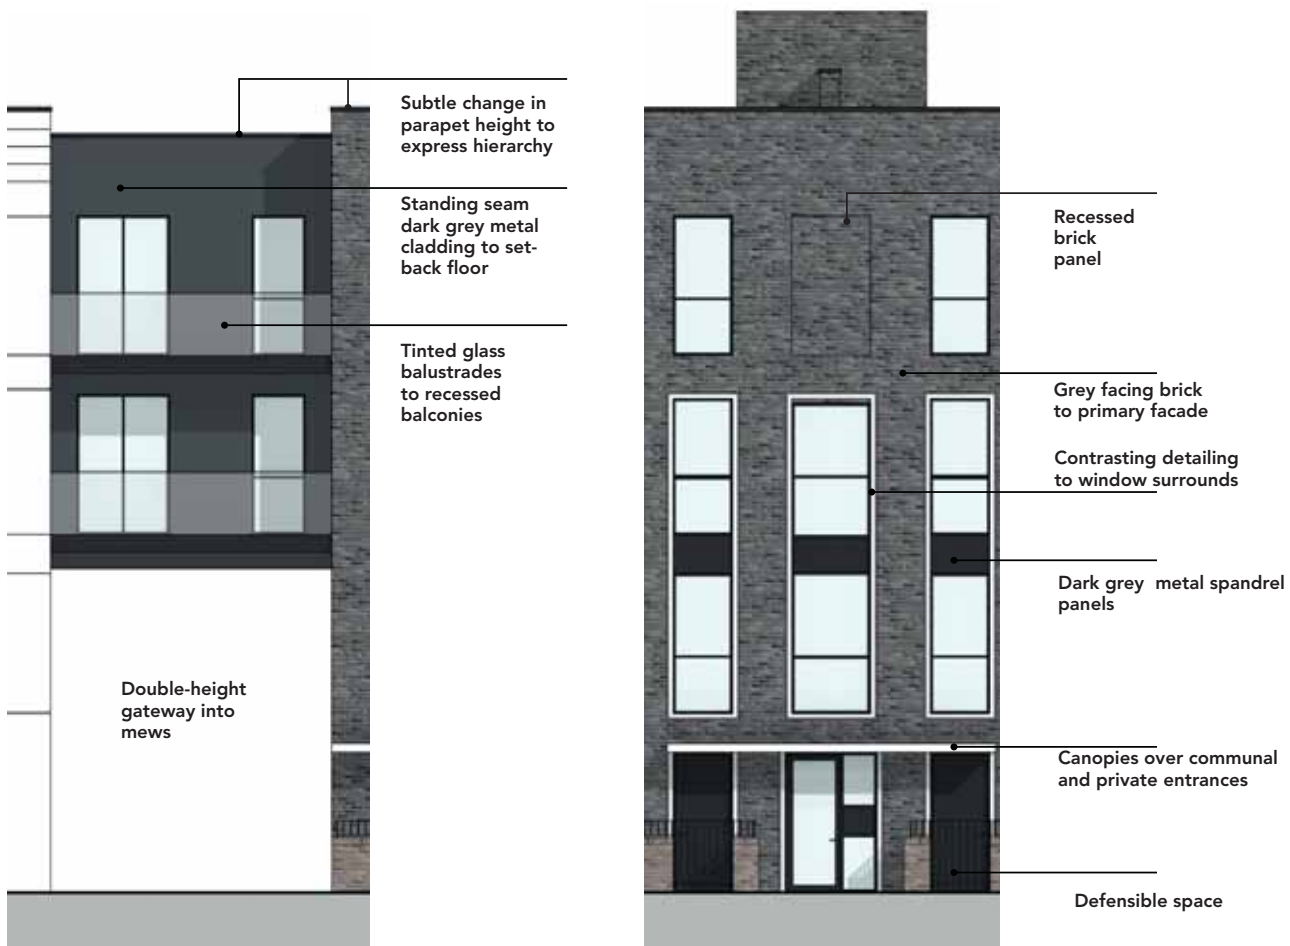 Subtle change in
parapet height to
express hierarchy
Standing seam
dark grey metal
cladding to set-
back floor
Tinted glass
balustrades
to recessed
balconies
Double-height
gateway into
mews
Recessed
brick
panel
Grey facing brick
to primary facade
Contrasting detailing
to window surrounds
Dark grey  metal spandrel
panels
Canopies over communal
and private entrances
Defensible space